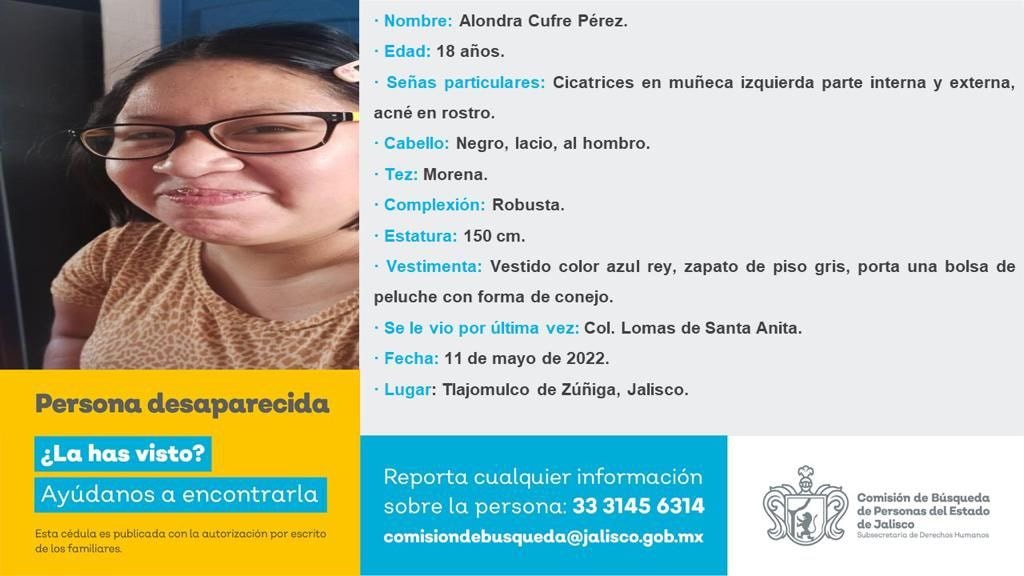 · Nombre: Alondra Cufre Pérez.
· Edad: 18 años.
· Señas particulares: Cicatrices en muñeca izquierda parte interna y externa,
acné en rostro.
· Cabello: Negro, lacio, al hombro.
· Tez: Morena.
· Complexión: Robusta.
· Estatura: 150 cm.
· Vestimenta: Vestido color azul rey, zapato de piso gris, porta una bolsa de
peluche con forma de conejo.
· Se le vio por última vez: Col. Lomas de Santa Anita.
· Fecha: 11 de mayo de 2022.
· Lugar: Tlajomulco de Zúñiga, Jalisco.
Persona desaparecida
¿La has visto?
Ayúdanos a encontrarla
Esta cédula es publicada con la autorización por escrito
de los familiares.
Reporta cualquier información
sobre la persona: 33 3145 6314
comisiondebusqueda@jalisco.gob.mx
Comisión de Búsqueda
de Personas del Estado
de Jalisco
Subsecretaría de Derechos Humanos